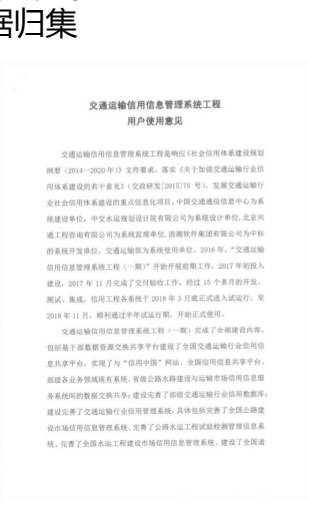 据归集
交通运输信用信息管理系统工程
用户使用意见
交通运输信用信息管理系统工程是响应《社会信用体系建设规划
纲要（2014—2020 年）》文件要求，落实《关于加强交通运输行业信
用体系建设的若干意见》（交政研发[2015]75 号），发展交通运输行
业社会信用体系建设的重点信息化项目，中国交通通信信息中心为系
统建设单位，中交水运规划设计院有限公司为系统设计单位，北京兴
通工程咨询有限公司为系统监理单位，浪潮软件集团有限公司为中标
的系统开发单位，交通运输部为系统使用单位。2016 年，“交通运输
信用信息管理系统工程（一期）”开始开展前期工作，2017 年初投入
建设，2017 年 11 月完成了交付验收工作。经过 15 个多月的开发、
测试、集成，信用工程各系统于 2018 年 3 月底正式进入试运行，至
2018 年 11 月，顺利通过半年试运行期，开始正式使用。
交通运输信用信息管理系统工程（一期）完成了全部建设内容，
包括基于部数据资源交换共享平台建设了全国交通运输行业信用信
息共享平台，实现了与“信用中国”网站、全国信用信息共享平台、
部级各业务领域现有系统、省级公路水路建设与运输市场信用信息服
务系统间的数据交换共享；建设完善了部级交通运输行业信用数据库；
建设完善了交通运输行业信用管理系统，具体包括完善了全国公路建
设市场信用信息管理系统、完善了公路水运工程试验检测管理信息系
统、完善了全国水运工程建设市场信用信息管理系统、建设了全国道